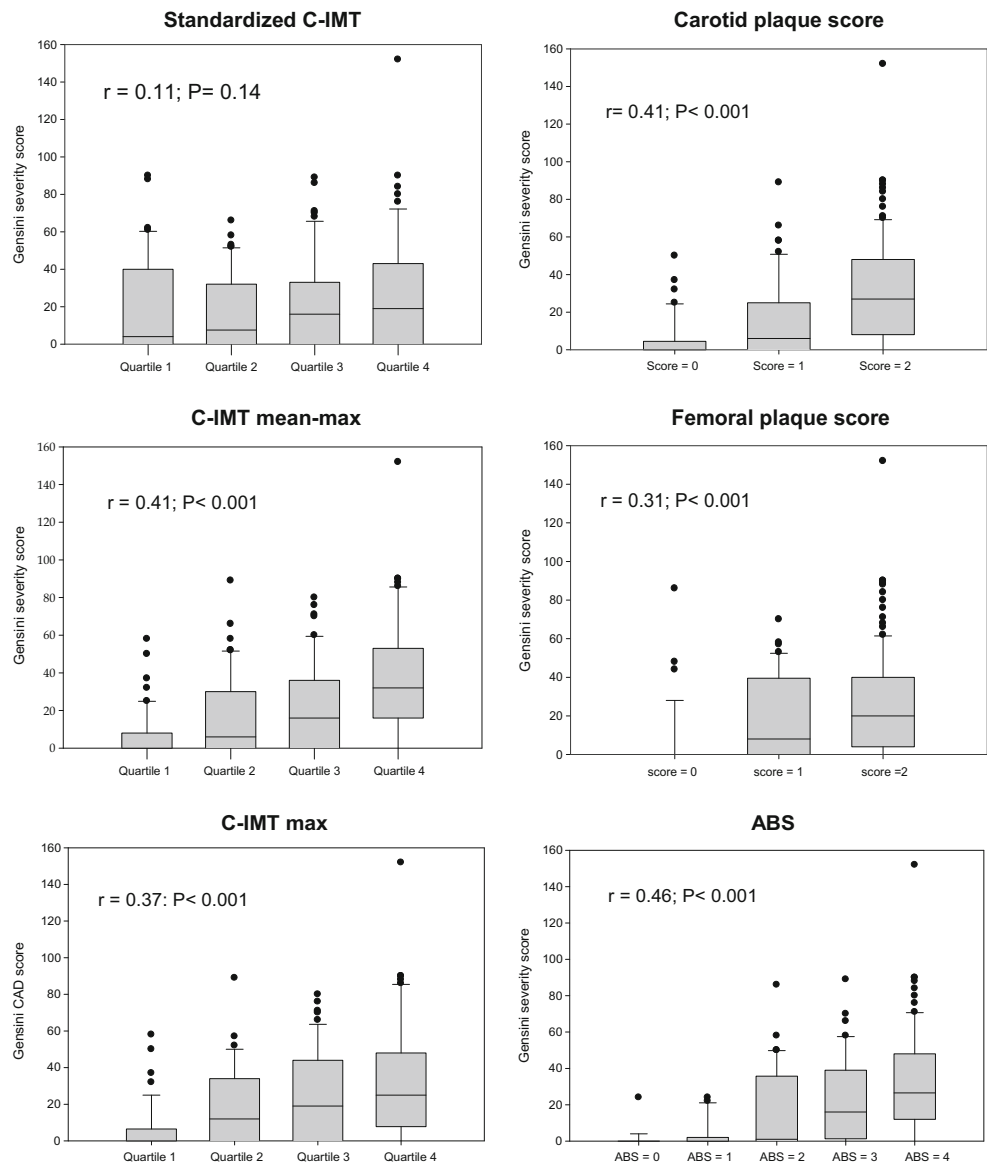 Standardized C-IMT
r = 0.11; P= 0.14
Gensini severity score
160
140
120
100
80
60
40
20
0
Quartile 1 Quartile 2 Quartile 3 Quartile 4
Carotid plaque score
r= 0.41; P< 0.001
Gensini severity score
160
140
120
100
80
60
40
20
0
Score = 0 Score = 1 Score = 2
C-IMT mean-max
r = 0.41; P< 0.001
Gensini severity score
160
140
120
100
80
60
40
20
0
Quartile 1 Quartile 2 Quartile 3 Quartile 4
Femoral plaque score
r = 0.31; P< 0.001
Gensini severity score
160
140
120
100
80
60
40
20
0
score = 0 score = 1 score =2
C-IMT max
r = 0.37: P< 0.001
Gensini CAD score
160
140
120
100
80
60
40
20
0
Quartile 1 Quartile 2 Quartile 3 Quartile 4
ABS
r = 0.46; P< 0.001
Gensini severity score
160
140
120
100
80
60
40
20
0
ABS = 0 ABS = 1 ABS = 2 ABS = 3 ABS = 4